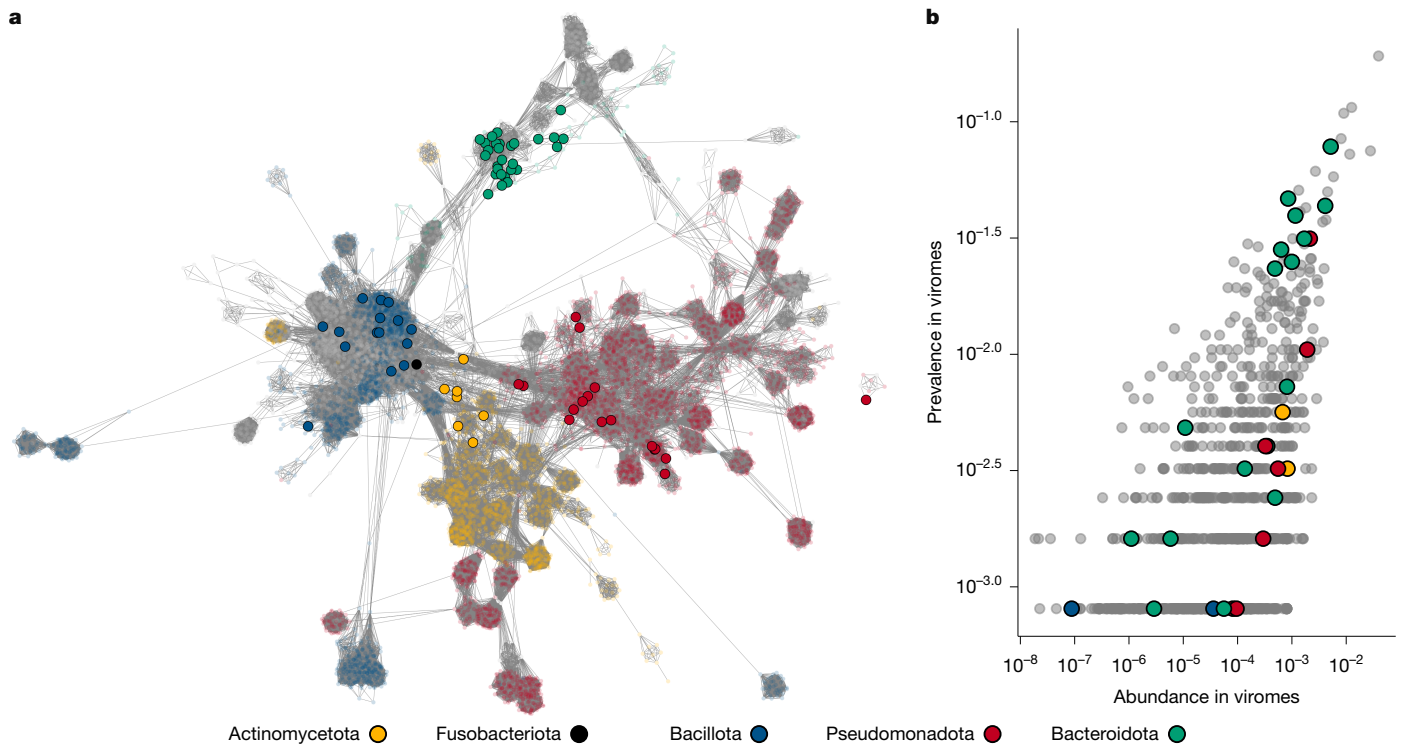 a
b
Prevalence in viromes
10⁻¹·⁰
10⁻¹·⁵
10⁻²·⁰
10⁻²·⁵
10⁻³·⁰
10⁻⁸ 10⁻⁷ 10⁻⁶ 10⁻⁵ 10⁻⁴ 10⁻³ 10⁻²
Abundance in viromes
Actinomycetota Fusobacteriota Bacillota Pseudomonadota Bacteroidota